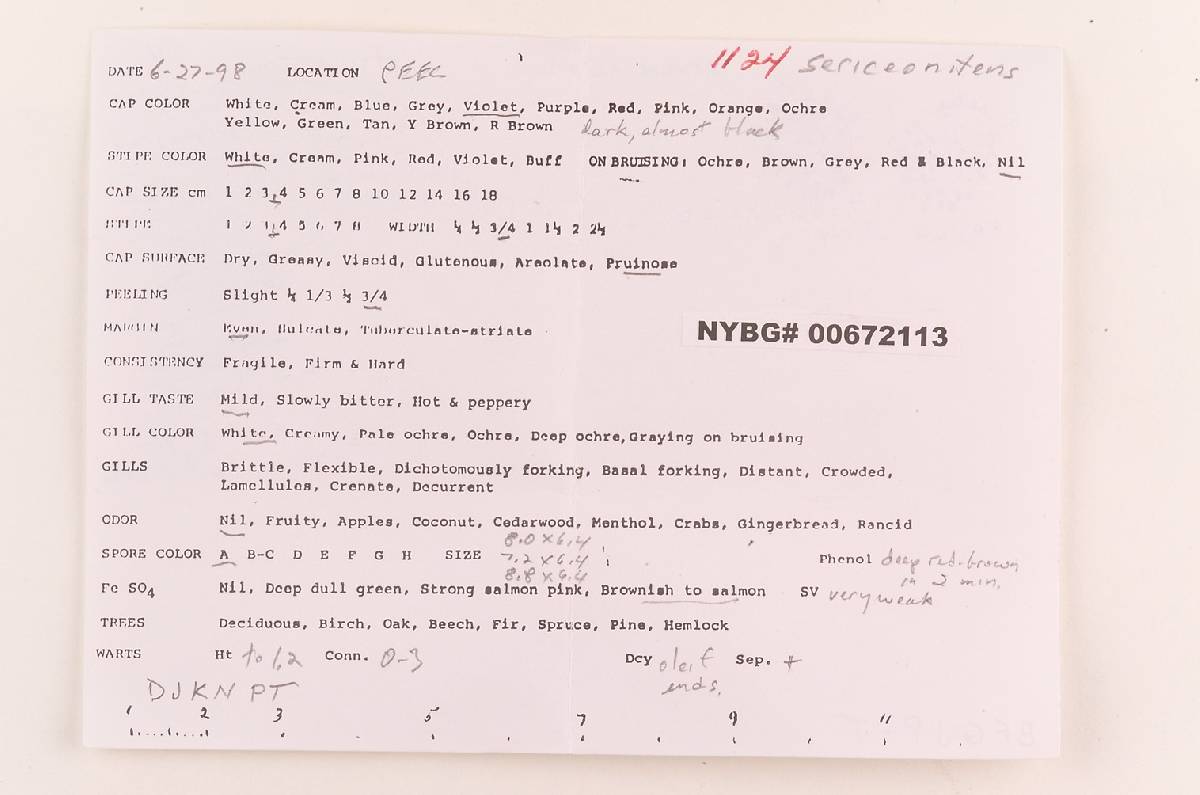 DATE 6-27-98 LOCATION PEEC 1124 sericeonitens
CAP COLOR White, Cream, Blue, Grey, Violet, Purple, Red, Pink, Orange, Ochre
Yellow, Green, Tan, Y Brown, R Brown dark, almost black
STIPE COLOR White, Cream, Pink, Red, Violet, Buff ON BRUISING: Ochre, Brown, Grey, Red & Black, Nil
CAP SIZE cm 1 2 3 4 5 6 7 8 10 12 14 16 18
STIPE 1 2 3 4 5 6 7 8 WIDTH ¼ ½ 3/4 1 1½ 2 2½
CAP SURFACE Dry, Greasy, Viscid, Glutenous, Areolate, Pruinose
PEELING Slight ¼ 1/3 ½ 3/4
MARGIN Even, Sulcate, Tuberculate-striate
NYBG# 00672113
CONSISTENCY Fragile, Firm & Hard
GILL TASTE Mild, Slowly bitter, Hot & peppery
GILL COLOR White, Creamy, Pale ochre, Ochre, Deep ochre, Graying on bruising
GILLS Brittle, Flexible, Dichotomously forking, Basal forking, Distant, Crowded,
Lamellules, Crenate, Decurrent
ODOR Nil, Fruity, Apples, Coconut, Cedarwood, Menthol, Crabs, Gingerbread, Rancid
8.0 x 6.4
SPORE COLOR A B-C D E F G H SIZE 7.2 x 6.4 Phenol deep red-brown
8.8 x 6.4 in 2 min.
Fe SO4 Nil, Deep dull green, Strong salmon pink, Brownish to salmon SV very weak
TREES Deciduous, Birch, Oak, Beech, Fir, Spruce, Pine, Hemlock
WARTS Ht to 1.2 Conn. 0-3 Dcy Sep. +
ends.
DJKN PT
1 2 3 5 7 9 11